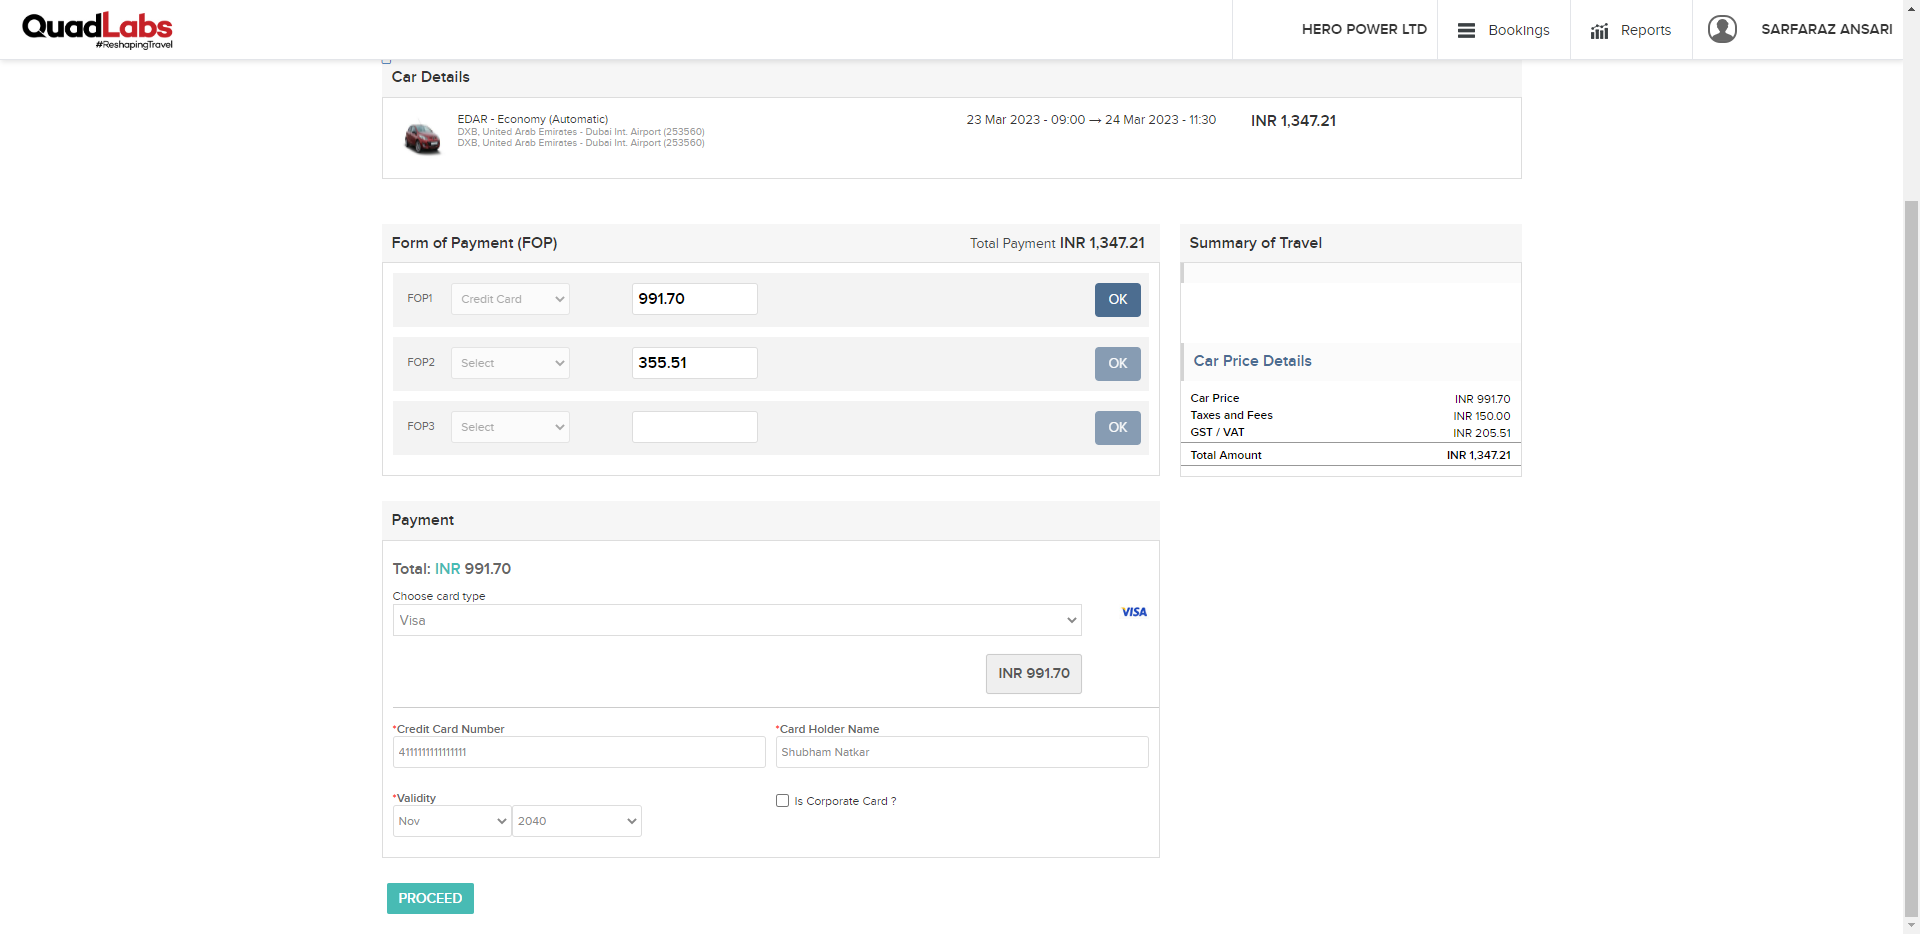 QuadLabs
#ReshapingTravel
HERO POWER LTD
Bookings
Reports
SARFARAZ ANSARI
Car Details
EDAR - Economy (Automatic)
DXB, United Arab Emirates - Dubai Int. Airport (253560)
DXB, United Arab Emirates - Dubai Int. Airport (253560)
23 Mar 2023 - 09:00 → 24 Mar 2023 - 11:30
INR 1,347.21
Form of Payment (FOP)
Total Payment INR 1,347.21
FOP1
Credit Card
991.70
OK
FOP2
Select
355.51
OK
FOP3
Select
OK
Summary of Travel
Car Price Details
Car Price INR 991.70
Taxes and Fees INR 150.00
GST / VAT INR 205.51
Total Amount INR 1,347.21
Payment
Total: INR 991.70
Choose card type
Visa
VISA
INR 991.70
*Credit Card Number
4111111111111111
*Card Holder Name
Shubham Natkar
*Validity
Nov
2040
Is Corporate Card ?
PROCEED